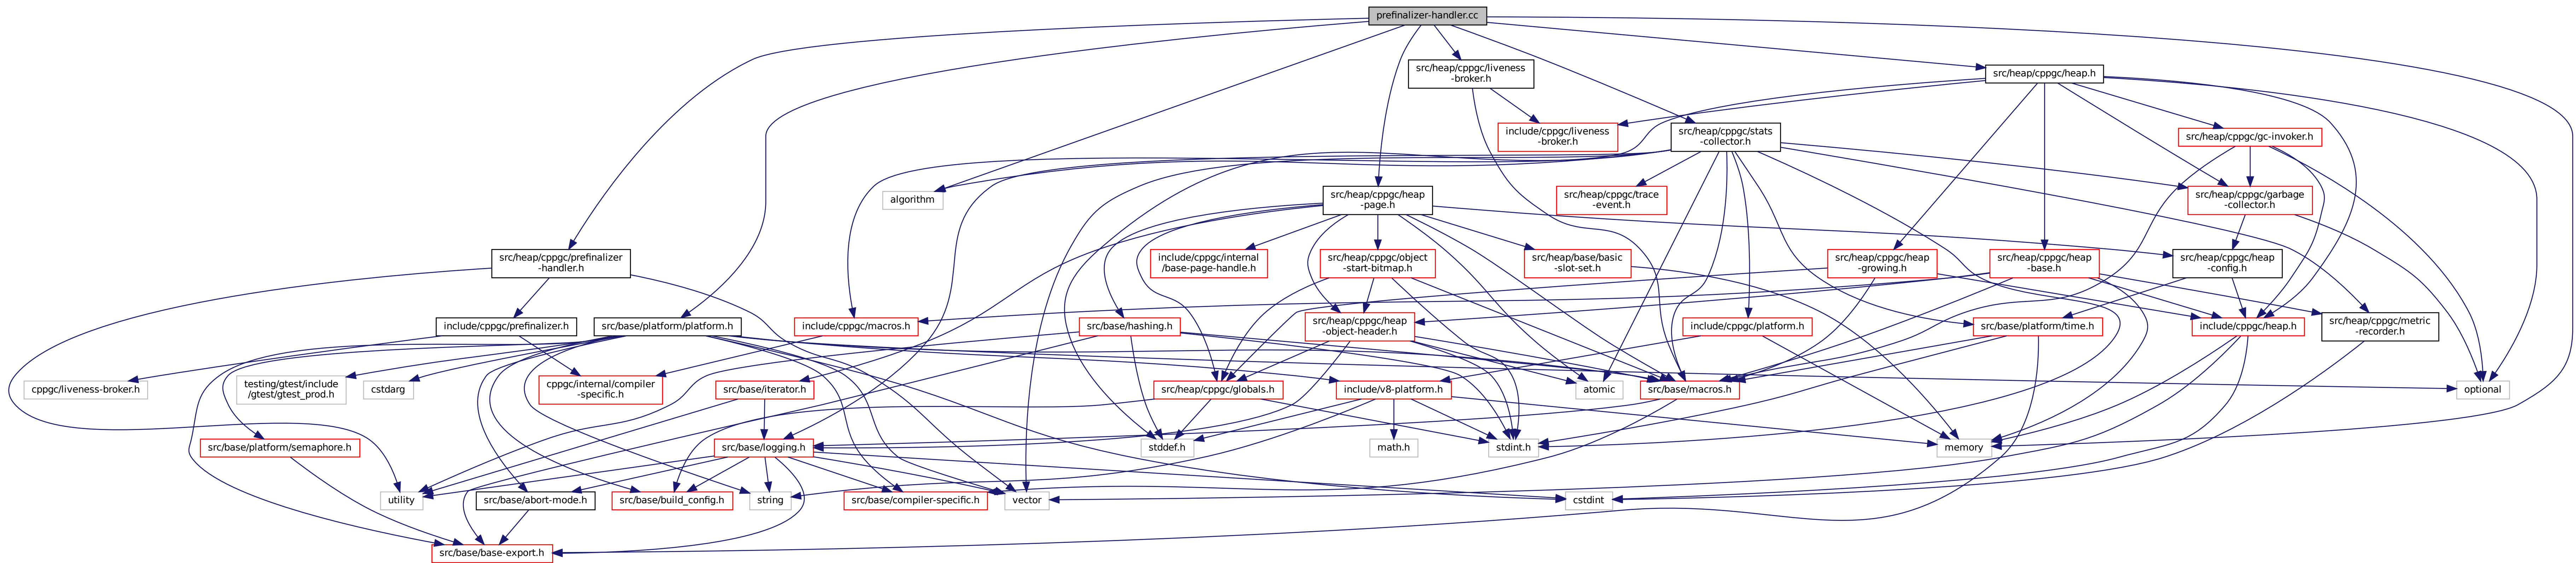 prefinalizer-handler.cc
src/heap/cppgc/liveness
-broker.h
src/heap/cppgc/heap.h
include/cppgc/liveness
-broker.h
src/heap/cppgc/stats
-collector.h
src/heap/cppgc/gc-invoker.h
algorithm
src/heap/cppgc/heap
-page.h
src/heap/cppgc/trace
-event.h
src/heap/cppgc/garbage
-collector.h
src/heap/cppgc/prefinalizer
-handler.h
include/cppgc/internal
/base-page-handle.h
src/heap/cppgc/object
-start-bitmap.h
src/heap/base/basic
-slot-set.h
src/heap/cppgc/heap
-growing.h
src/heap/cppgc/heap
-base.h
src/heap/cppgc/heap
-config.h
include/cppgc/prefinalizer.h
src/base/platform/platform.h
include/cppgc/macros.h
src/base/hashing.h
src/heap/cppgc/heap
-object-header.h
include/cppgc/platform.h
src/base/platform/time.h
include/cppgc/heap.h
src/heap/cppgc/metric
-recorder.h
cppgc/liveness-broker.h
testing/gtest/include
/gtest/gtest_prod.h
cstdarg
cppgc/internal/compiler
-specific.h
src/base/iterator.h
src/heap/cppgc/globals.h
include/v8-platform.h
atomic
src/base/macros.h
optional
src/base/platform/semaphore.h
src/base/logging.h
stddef.h
math.h
stdint.h
memory
utility
src/base/abort-mode.h
src/base/build_config.h
string
src/base/compiler-specific.h
vector
cstdint
src/base/base-export.h